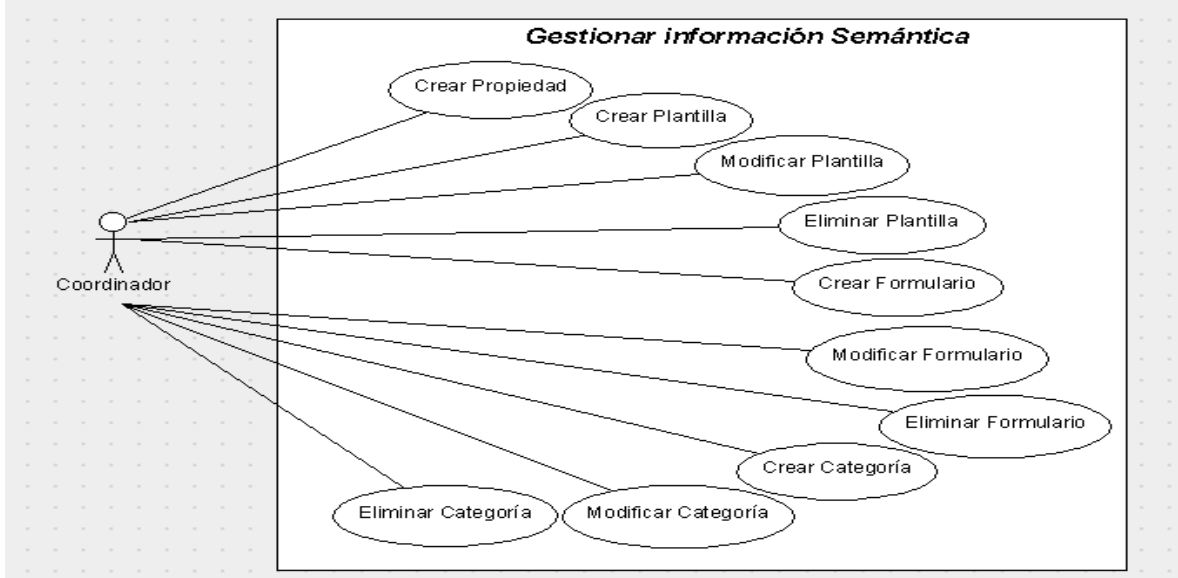 Gestionar información Semántica
Crear Propiedad
Crear Plantilla
Modificar Plantilla
Eliminar Plantilla
Crear Formulario
Coordinador
Modificar Formulario
Eliminar Formulario
Crear Categoría
Eliminar Categoría
Modificar Categoría